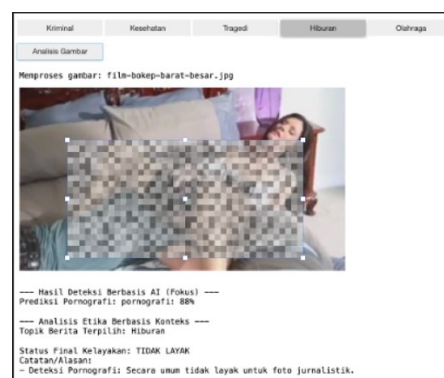 Kriminal Kesehatan Tragedi Hiburan Olahraga
Analisis Gambar
Memproses gambar: film-bokep-barat-besar.jpg
--- Hasil Deteksi Berbasis AI (Fokus) ---
Prediksi Pornografi: pornografi: 88%
--- Analisis Etika Berbasis Konteks ---
Topik Berita Terpilih: Hiburan
Status Final Kelayakan: TIDAK LAYAK
Catatan/Alasan:
- Deteksi Pornografi: Secara umum tidak layak untuk foto jurnalistik.